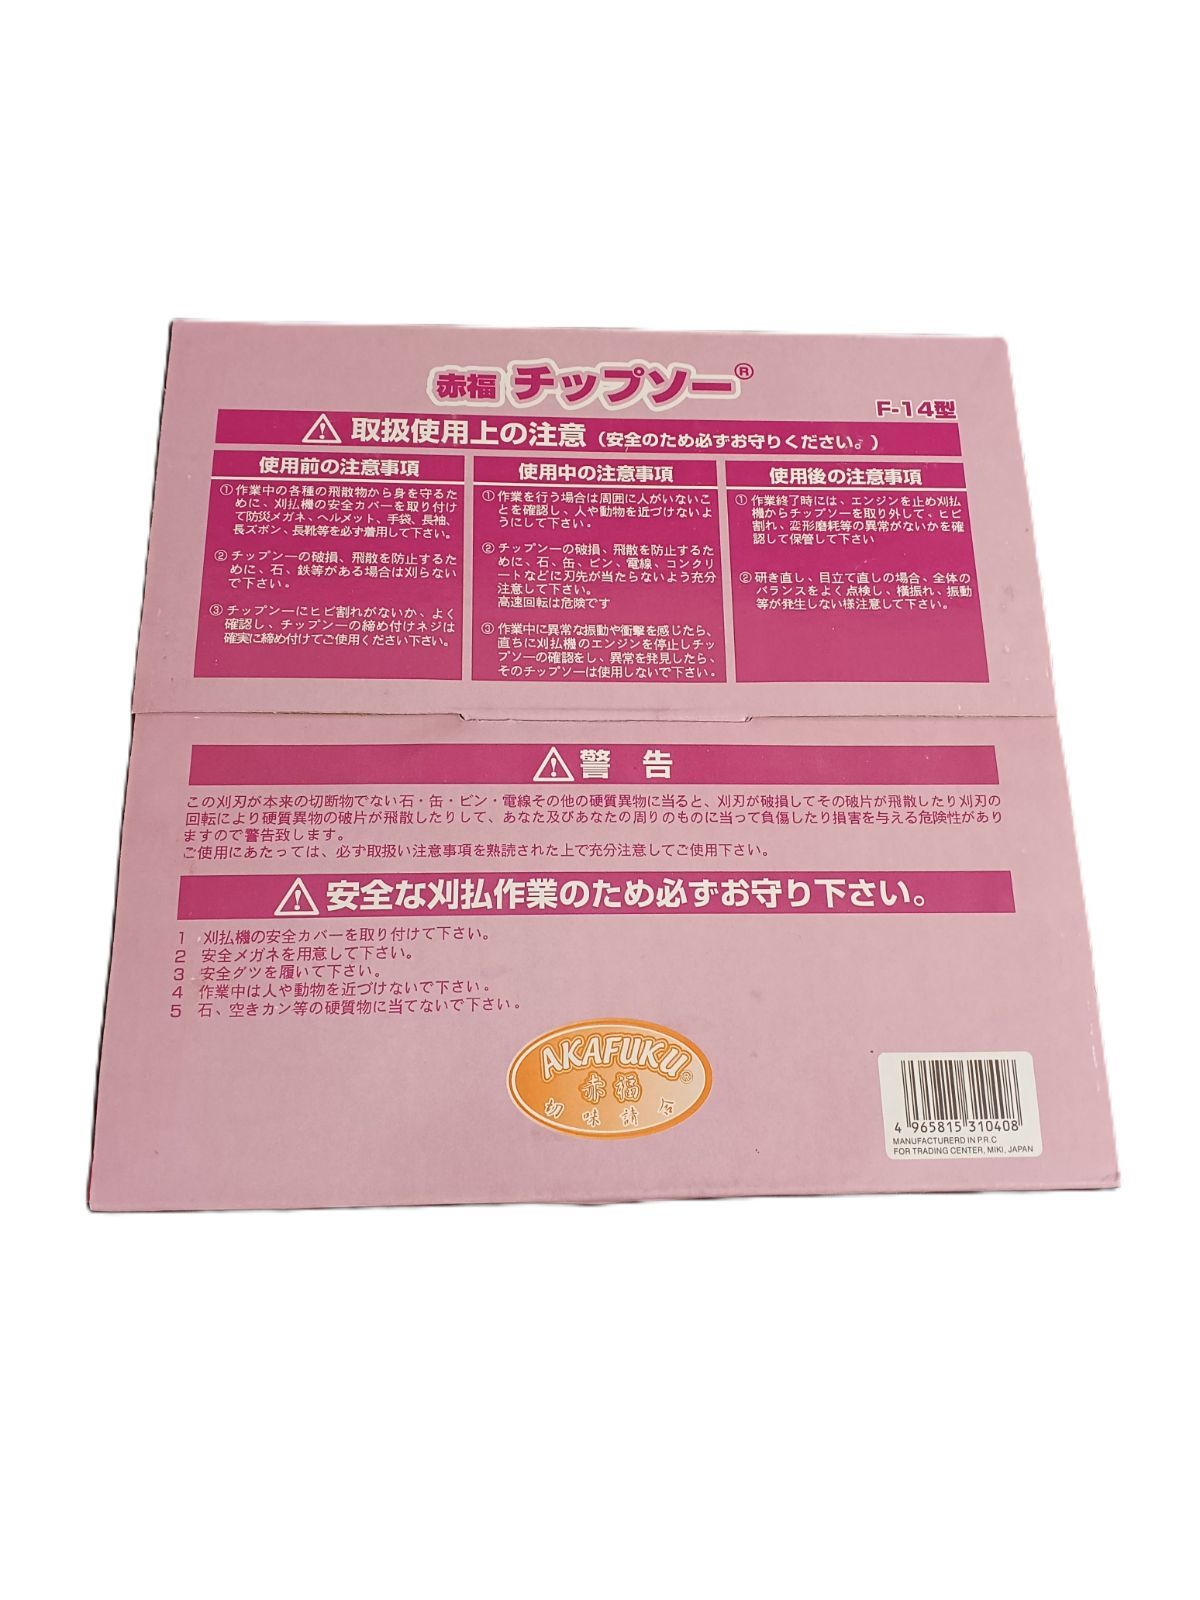 赤福 チップソー®
F-14型
⚠ 取扱使用上の注意（安全のため必ずお守りください。）
使用前の注意事項
①作業中の各種の飛散物から身を守るた
めに、刈払機の安全カバーを取り付け
て防災メガネ、ヘルメット、手袋、長袖、
長ズボン、長靴等を必ず着用して下さい。
②チップンーの破損、飛散を防止するた
めに、石、鉄等がある場合は刈らない
で下さい。
③チップンーにヒビ割れがないか、よく
確認し、チップンーの締め付けネジは
確実に締め付けてご使用ください下さい。
使用中の注意事項
①作業を行う場合は周囲に人がいないこ
とを確認し、人や動物を近づけないよ
うにして下さい。
②チップンーの破損、飛散を防止するた
めに、石、缶、ビン、電線、コンクリ
ートなどに刃先が当たらないよう充分
注意して下さい。
高速回転は危険です
③作業中に異常な振動や衝撃を感じたら、
直ちに刈払機のエンジンを停止しチッ
プソーの確認をし、異常を発見したら、
そのチップソーは使用しないで下さい。
使用後の注意事項
①作業終了時には、エンジンを止め刈払
機からチップソーを取り外して、ヒビ
割れ、変形磨耗等の異常がないかを確
認して保管して下さい
②研き直し、目立て直しの場合、全体の
バランスをよく点検し、横振れ、振動
等が発生しない様注意して下さい。
⚠ 警 告
この刈刃が本来の切断物でない石・缶・ビン・電線その他の硬質異物に当ると、刈刃が破損してその破片が飛散したり刈刃の
回転により硬質異物の破片が飛散したりして、あなた及びあなたの周りのものに当って負傷したり損害を与える危険性があり
ますので警告致します。
ご使用にあたっては、必ず取扱い注意事項を熟読された上で充分注意してご使用下さい。
⚠ 安全な刈払作業のため必ずお守り下さい。
1 刈払機の安全カバーを取り付けて下さい。
2 安全メガネを用意して下さい。
3 安全グツを履いて下さい。
4 作業中は人や動物を近づけないで下さい。
5 石、空きカン等の硬質物に当てないで下さい。
AKAFUKU®
赤福
切味請合
4 965815 310408
MANUFACTURERD IN P.R.C
FOR TRADING CENTER, MIKI, JAPAN